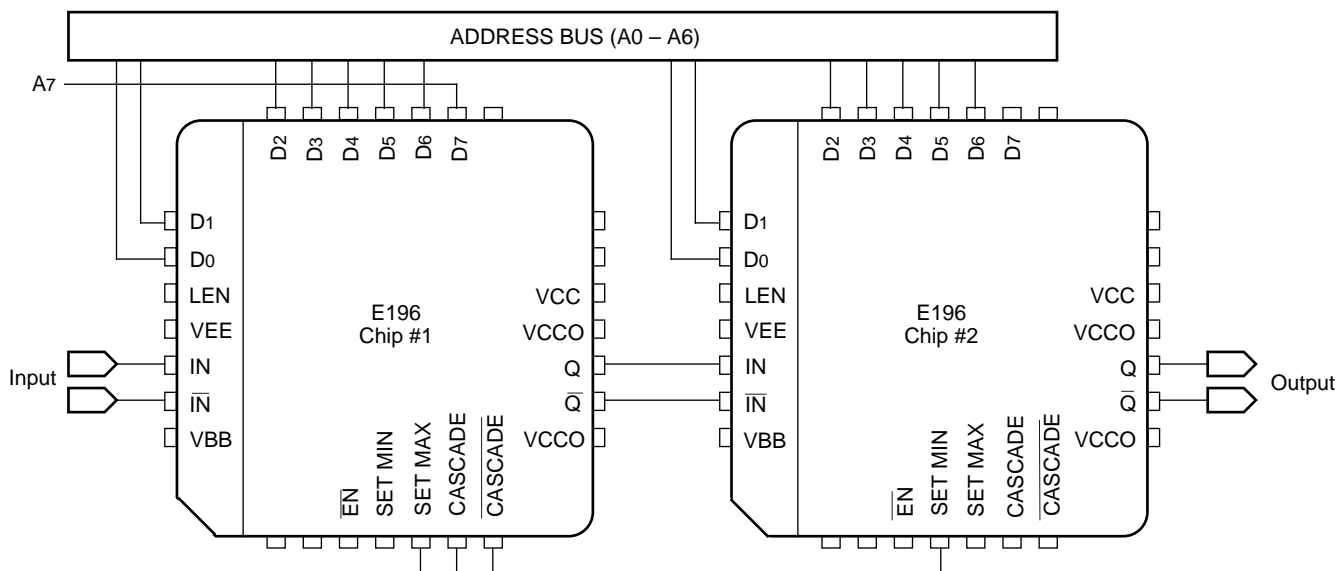 ADDRESS BUS (A0 – A6)
A7
D2 D3 D4 D5 D6 D7
D1
D0
LEN
VEE
IN
IN
VBB
E196
Chip #1
VCC
VCCO
Q
Q
VCCO
EN
SET MIN
SET MAX
CASCADE
CASCADE
Input
D2 D3 D4 D5 D6 D7
D1
D0
LEN
VEE
IN
IN
VBB
E196
Chip #2
VCC
VCCO
Q
Q
VCCO
EN
SET MIN
SET MAX
CASCADE
CASCADE
Output